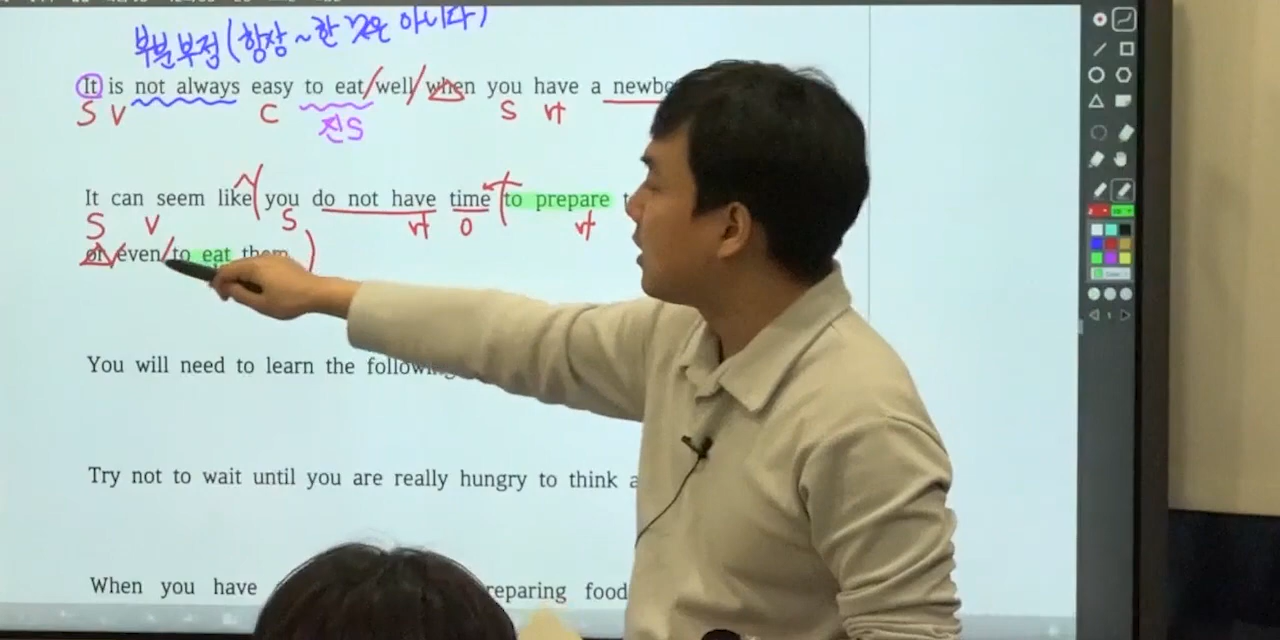 부분부정(항상 ~한 것은 아니다)
It is not always easy to eat/well/when you have a
S V C 진S S vt
It can seem like you do not have time to prepare
S V S vt O vt
or even/to eat them
You will need to learn the following
Try not to wait until you are really hungry to think
When you have
food